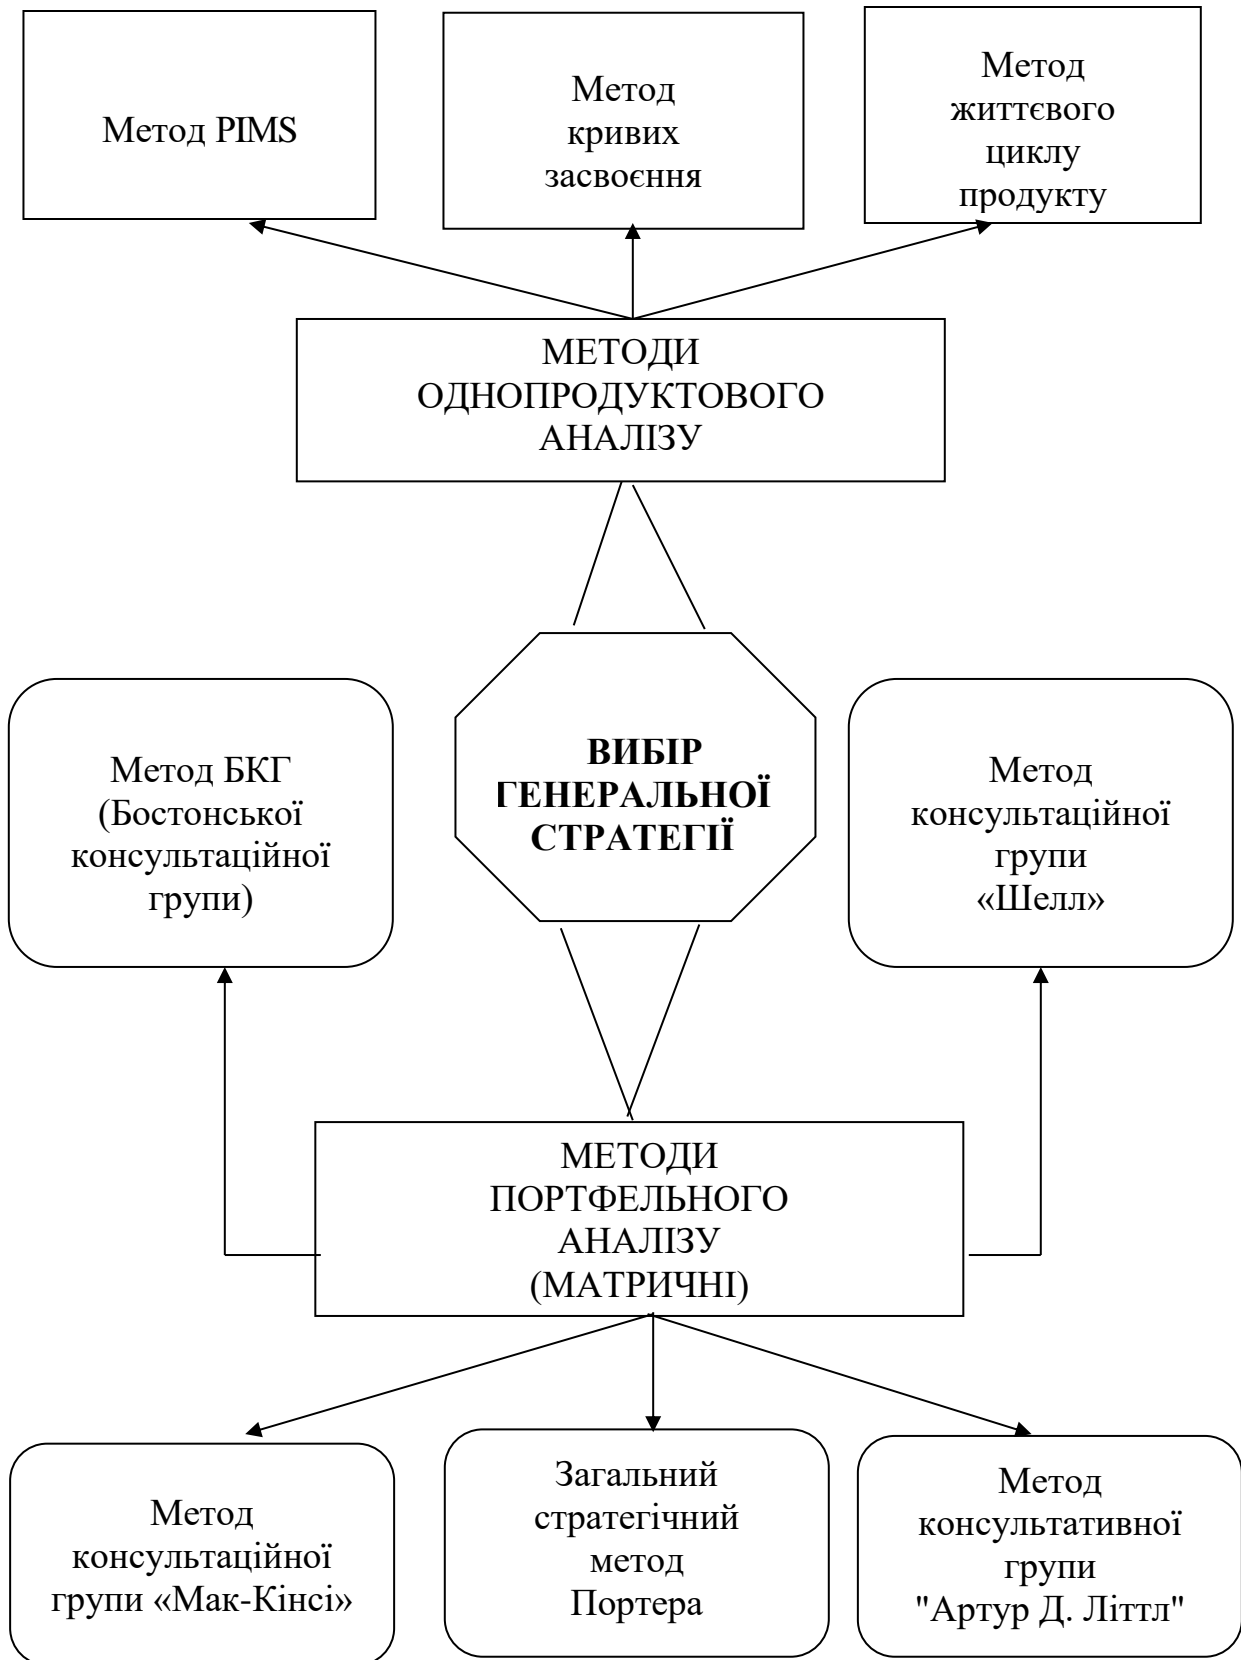 Метод PIMS
Метод
кривих
засвоєння
Метод
життєвого
циклу
продукту
МЕТОДИ
ОДНОПРОДУКТОВОГО
АНАЛІЗУ
Метод БКГ
(Бостонської
консультаційної
групи)
ВИБІР
ГЕНЕРАЛЬНОЇ
СТРАТЕГІЇ
Метод
консультаційної
групи
«Шелл»
МЕТОДИ
ПОРТФЕЛЬНОГО
АНАЛІЗУ
(МАТРИЧНІ)
Метод
консультаційної
групи «Мак-Кінсі»
Загальний
стратегічний
метод
Портера
Метод
консультативної
групи
"Артур Д. Літтл"